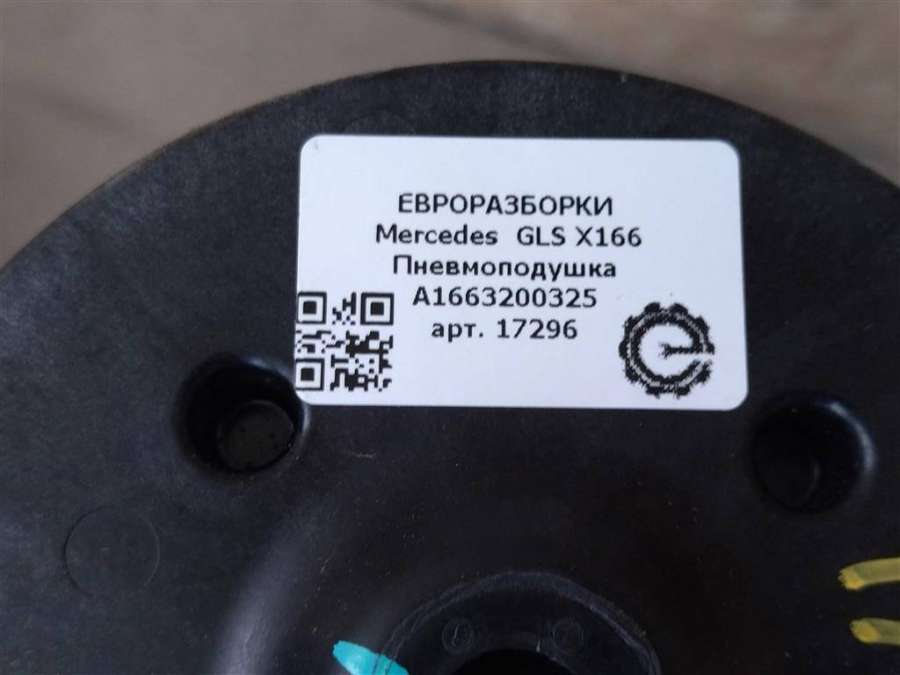 ЕВРОРАЗБОРКИ
Mercedes GLS X166
Пневмоподушка
A1663200325
арт. 17296